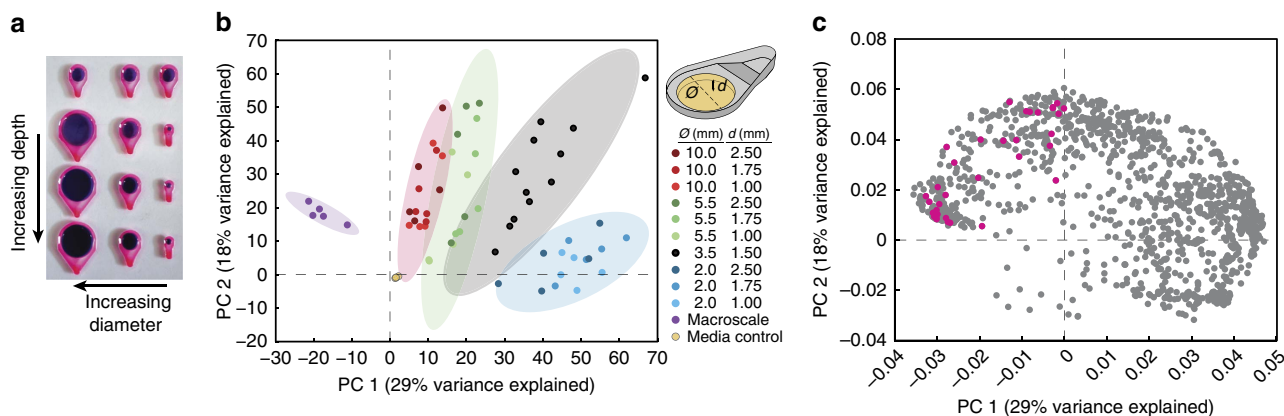 a
Increasing depth
Increasing
diameter
b
PC 2 (18% variance explained)
70
60
50
40
30
20
10
0
−10
−20
−30 −20 −10 0 10 20 30 40 50 60 70
PC 1 (29% variance explained)
Ø d
Ø (mm) d (mm)
10.0 2.50
10.0 1.75
10.0 1.00
5.5 2.50
5.5 1.75
5.5 1.00
3.5 1.50
2.0 2.50
2.0 1.75
2.0 1.00
Macroscale
Media control
c
PC 2 (18% variance explained)
0.08
0.06
0.04
0.02
0
−0.02
−0.04
−0.04 −0.03 −0.02 −0.01 0 0.01 0.02 0.03 0.04 0.05
PC 1 (29% variance explained)